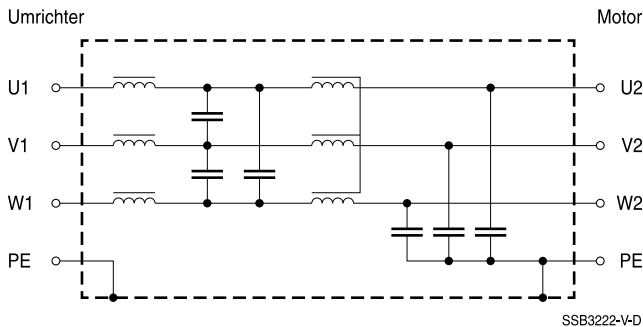 Umrichter Motor
U1 U2
V1 V2
W1 W2
PE PE
SSB3222-V-D